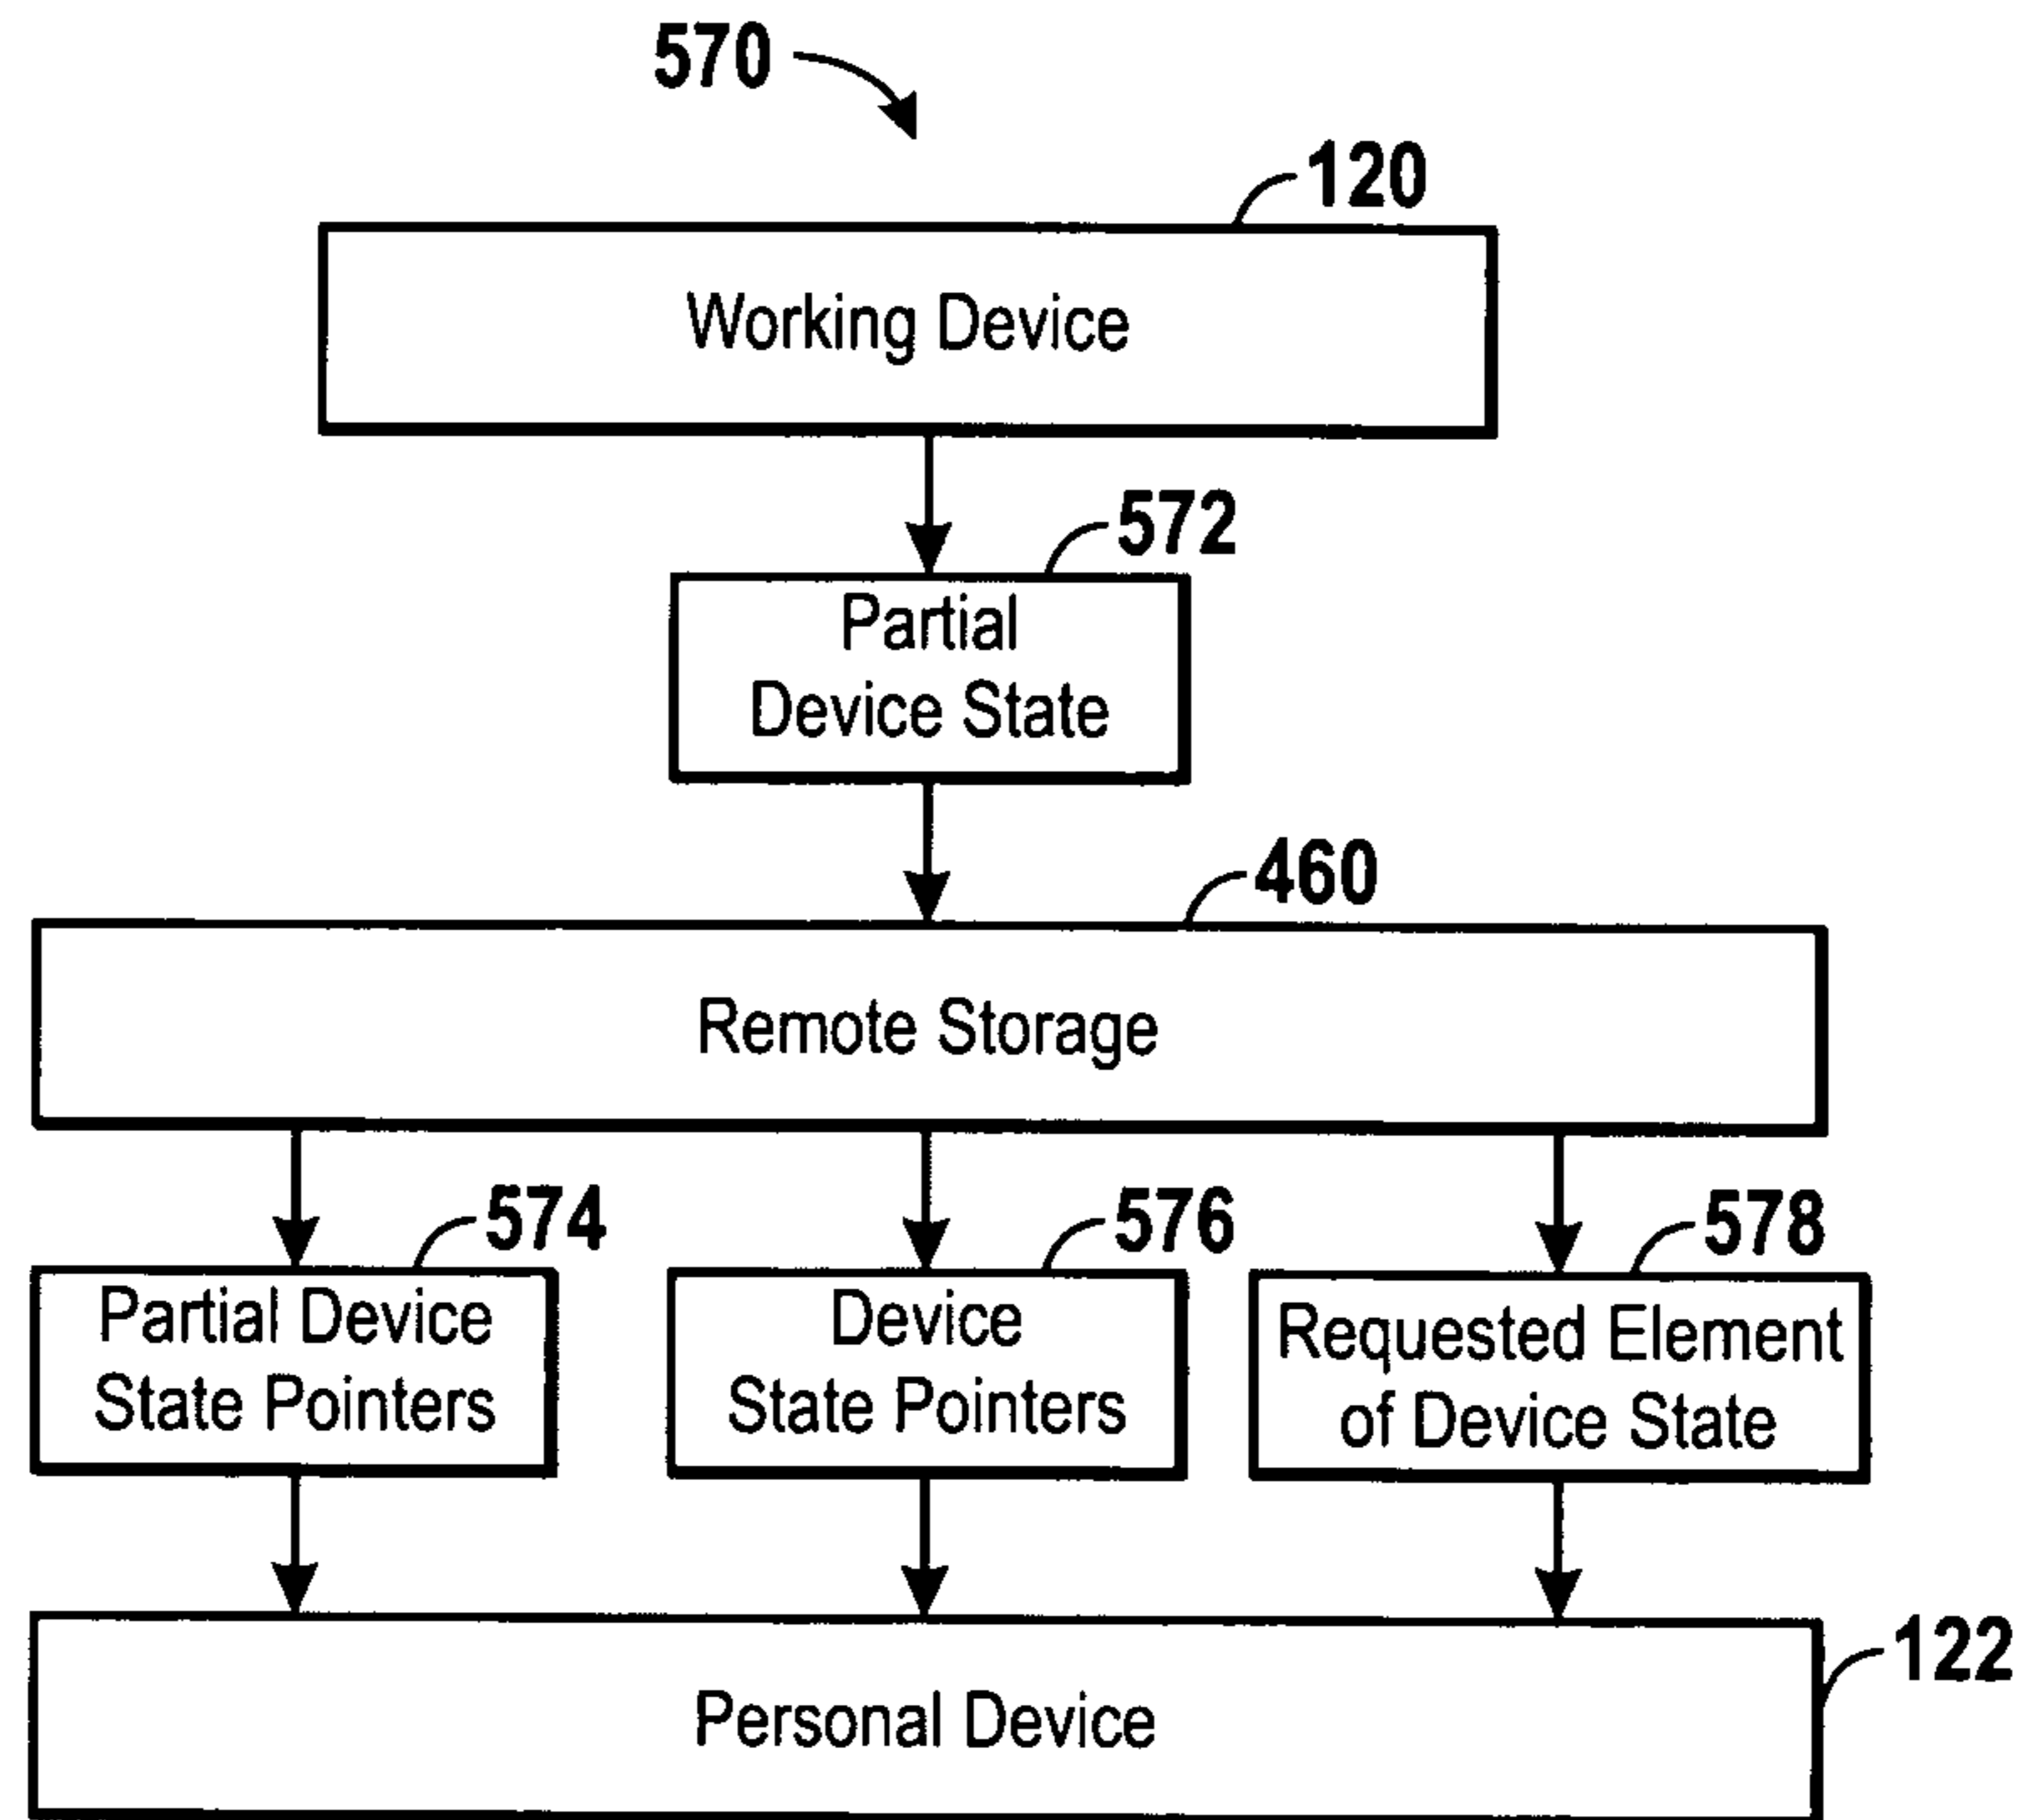 570
120
Working Device
572
Partial
Device State
460
Remote Storage
574
576
578
Partial Device
State Pointers
Device
State Pointers
Requested Element
of Device State
122
Personal Device